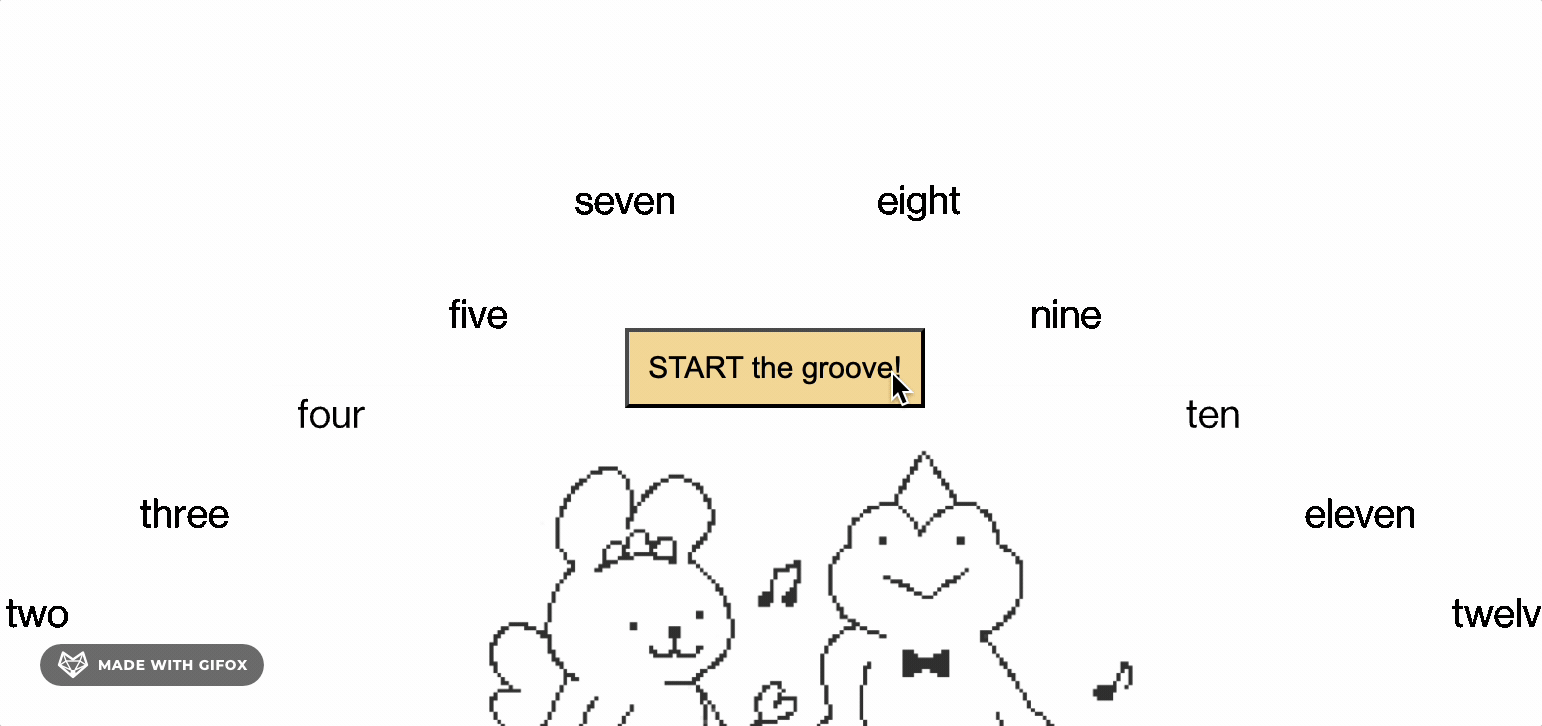 seven
eight
five
nine
START the groove!
four
ten
three
eleven
two
twelv
MADE WITH GIFOX